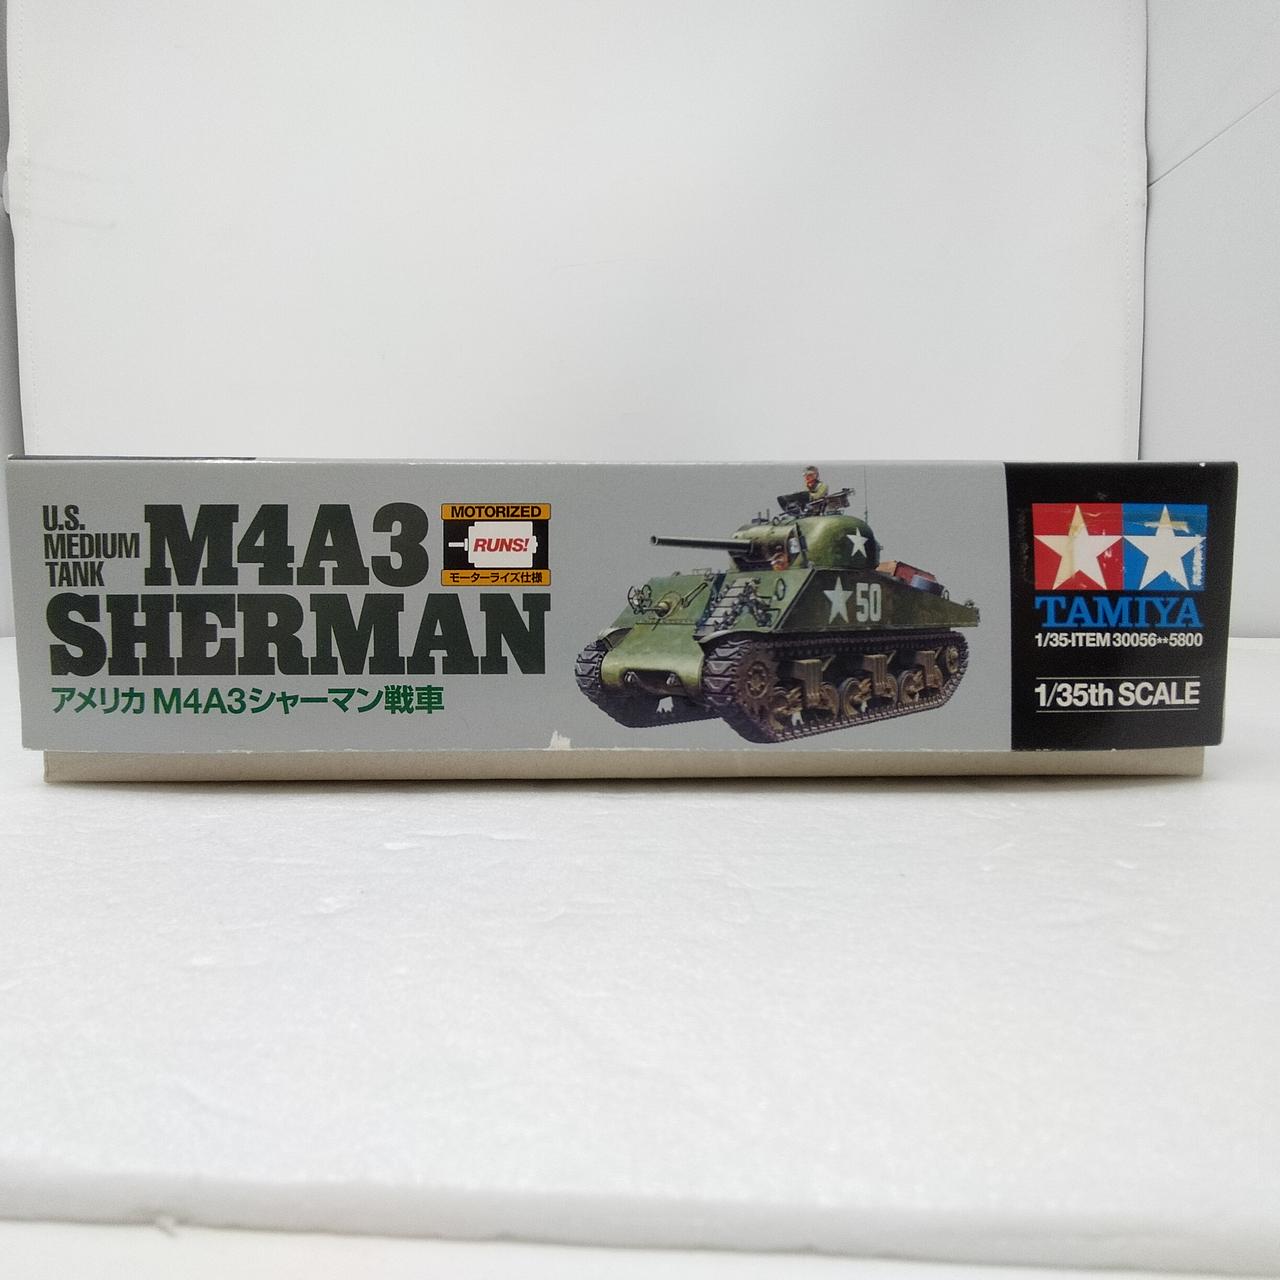 U.S.
MEDIUM
TANK
M4A3
SHERMAN
アメリカ M4A3シャーマン戦車
MOTORIZED
RUNS!
モーターライズ仕様
50
TAMIYA
1/35·ITEM 30056**5800
1/35th SCALE